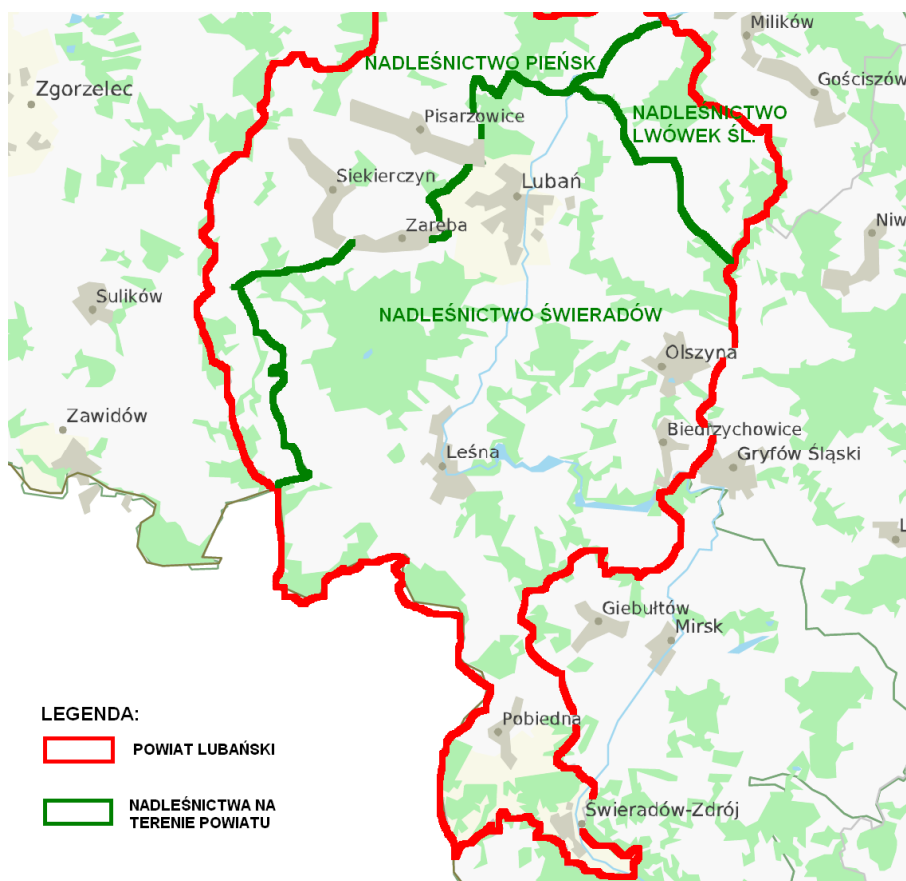 Milików
NADLEŚNICTWO PIEŃSK
Gościszów
Zgorzelec
NADLEŚNICTWO
LWÓWEK ŚL.
Pisarzowice
Siekierczyn
Lubań
Zaręba
Niw
Sulików
NADLEŚNICTWO ŚWIERADÓW
Olszyna
Zawidów
Biedrzychowice
Leśna
Gryfów Śląski
L
Giebułtów
Mirsk
LEGENDA:
Pobiedna
POWIAT LUBAŃSKI
NADLEŚNICTWA NA
TERENIE POWIATU
Świeradów-Zdrój